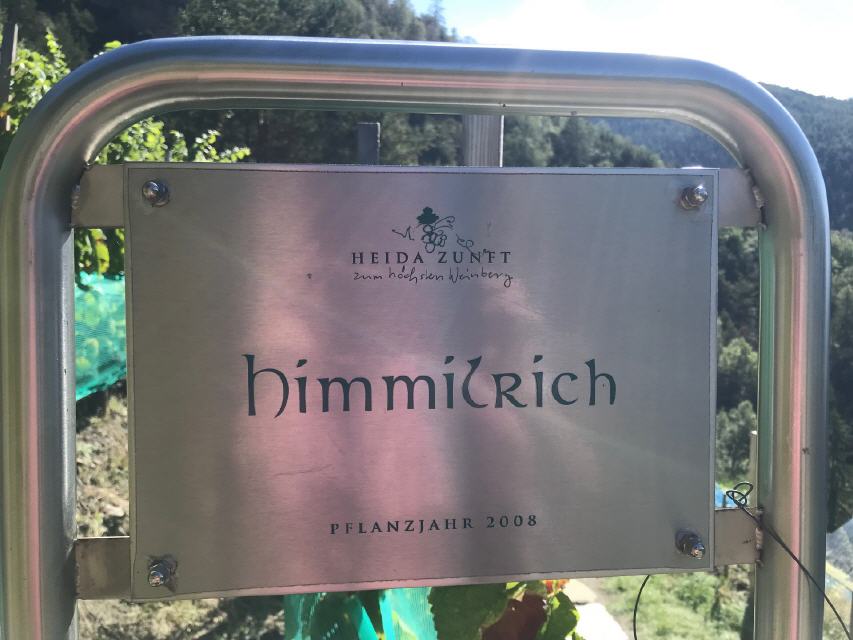 HEIDA ZUNFT
zum höchsten Weinberg
himmilrich
PFLANZJAHR 2008